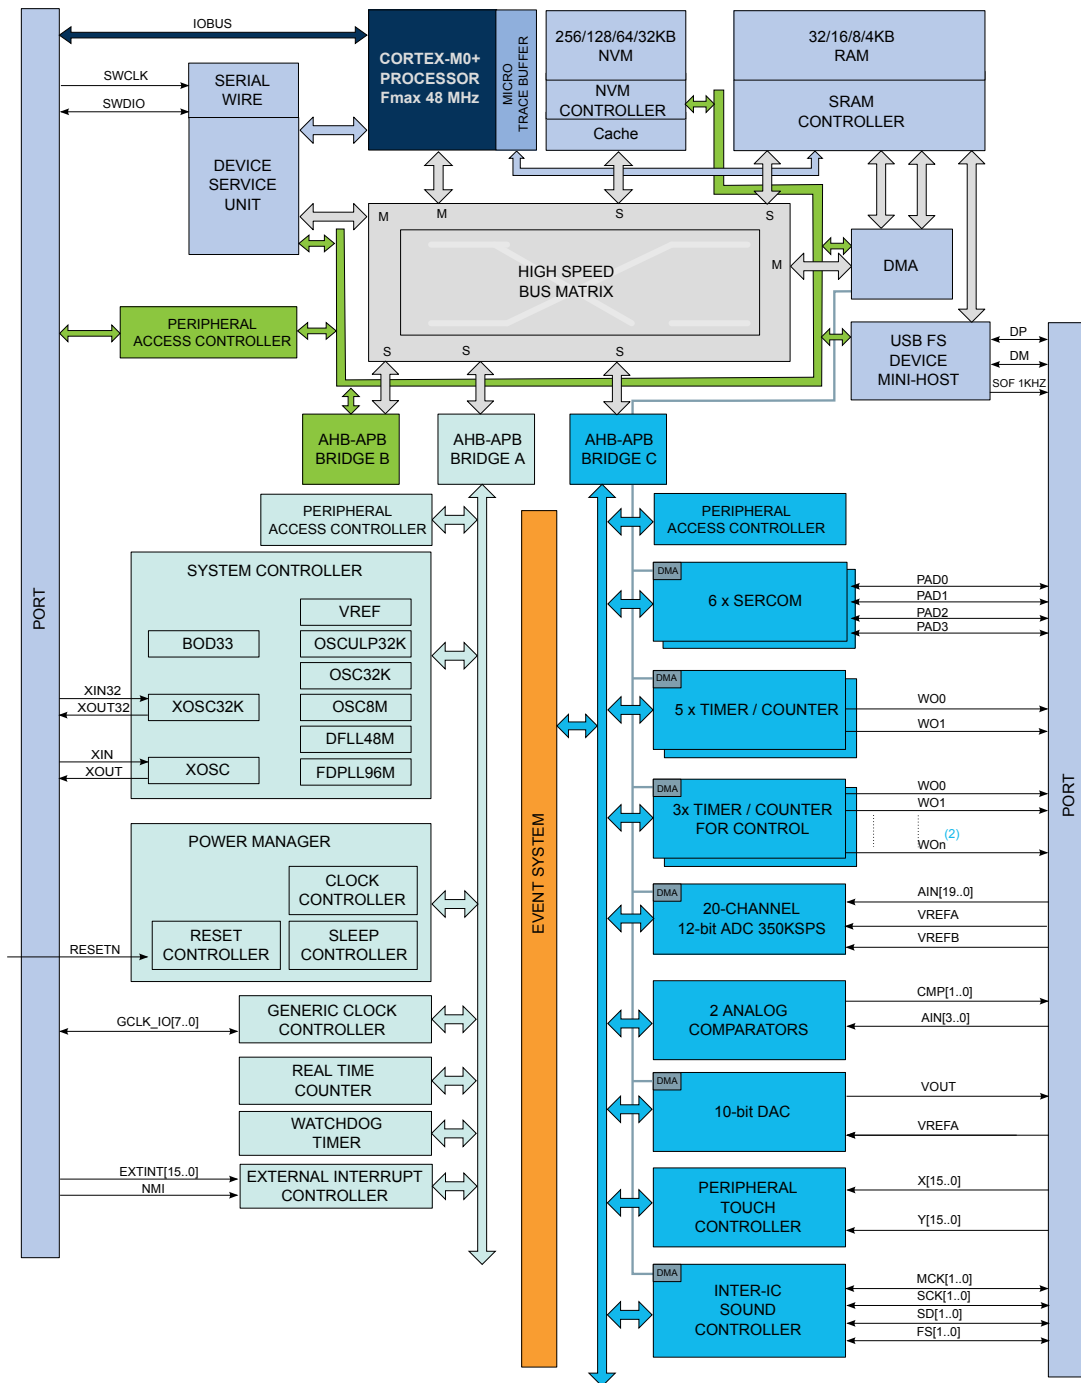 IOBUS
CORTEX-M0+
PROCESSOR
Fmax 48 MHz
MICRO
TRACE BUFFER
256/128/64/32KB
NVM
NVM
CONTROLLER
Cache
32/16/8/4KB
RAM
SRAM
CONTROLLER
SWCLK
SWDIO
SERIAL
WIRE
DEVICE
SERVICE
UNIT
M
M
S
S
M
HIGH SPEED
BUS MATRIX
S
S
S
DMA
PERIPHERAL
ACCESS CONTROLLER
USB FS
DEVICE
MINI-HOST
DP
DM
SOF 1KHZ
AHB-APB
BRIDGE B
AHB-APB
BRIDGE A
AHB-APB
BRIDGE C
PORT
PERIPHERAL
ACCESS CONTROLLER
SYSTEM CONTROLLER
VREF
BOD33
OSCULP32K
OSC32K
XIN32
XOUT32
XOSC32K
OSC8M
DFLL48M
XIN
XOUT
XOSC
FDPLL96M
POWER MANAGER
CLOCK
CONTROLLER
RESETN
RESET
CONTROLLER
SLEEP
CONTROLLER
GCLK_IO[7..0]
GENERIC CLOCK
CONTROLLER
REAL TIME
COUNTER
WATCHDOG
TIMER
EXTINT[15..0]
NMI
EXTERNAL INTERRUPT
CONTROLLER
EVENT SYSTEM
PERIPHERAL
ACCESS CONTROLLER
DMA
6 x SERCOM
PAD0
PAD1
PAD2
PAD3
DMA
5 x TIMER / COUNTER
WO0
WO1
DMA
3x TIMER / COUNTER
FOR CONTROL
WO0
WO1
(2)
WOn
DMA
20-CHANNEL
12-bit ADC 350KSPS
AIN[19..0]
VREFA
VREFB
2 ANALOG
COMPARATORS
CMP[1..0]
AIN[3..0]
DMA
10-bit DAC
VOUT
VREFA
PERIPHERAL
TOUCH
CONTROLLER
X[15..0]
Y[15..0]
DMA
INTER-IC
SOUND
CONTROLLER
MCK[1..0]
SCK[1..0]
SD[1..0]
FS[1..0]
PORT